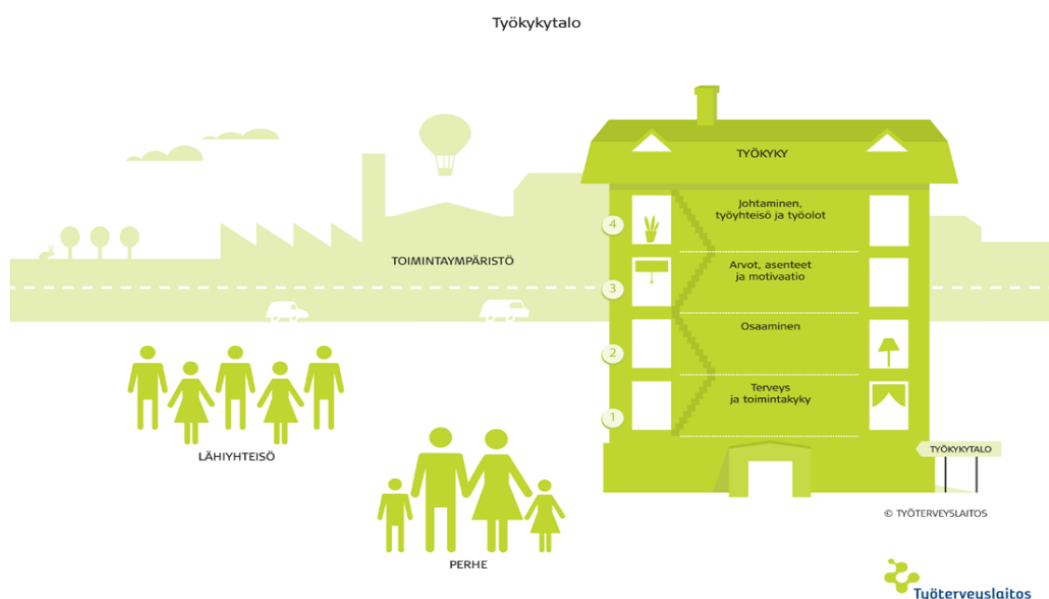 Työkykytalo
TYÖKYKY
Johtaminen,
työyhteisö ja työolot
4
TOIMINTAYMPÄRISTÖ
Arvot, asenteet
ja motivaatio
3
Osaaminen
2
Terveys
ja toimintakyky
1
LÄHIYHTEISÖ
TYÖKYKYTALO
© TYÖTERVEYSLAITOS
PERHE
Työterveyslaitos